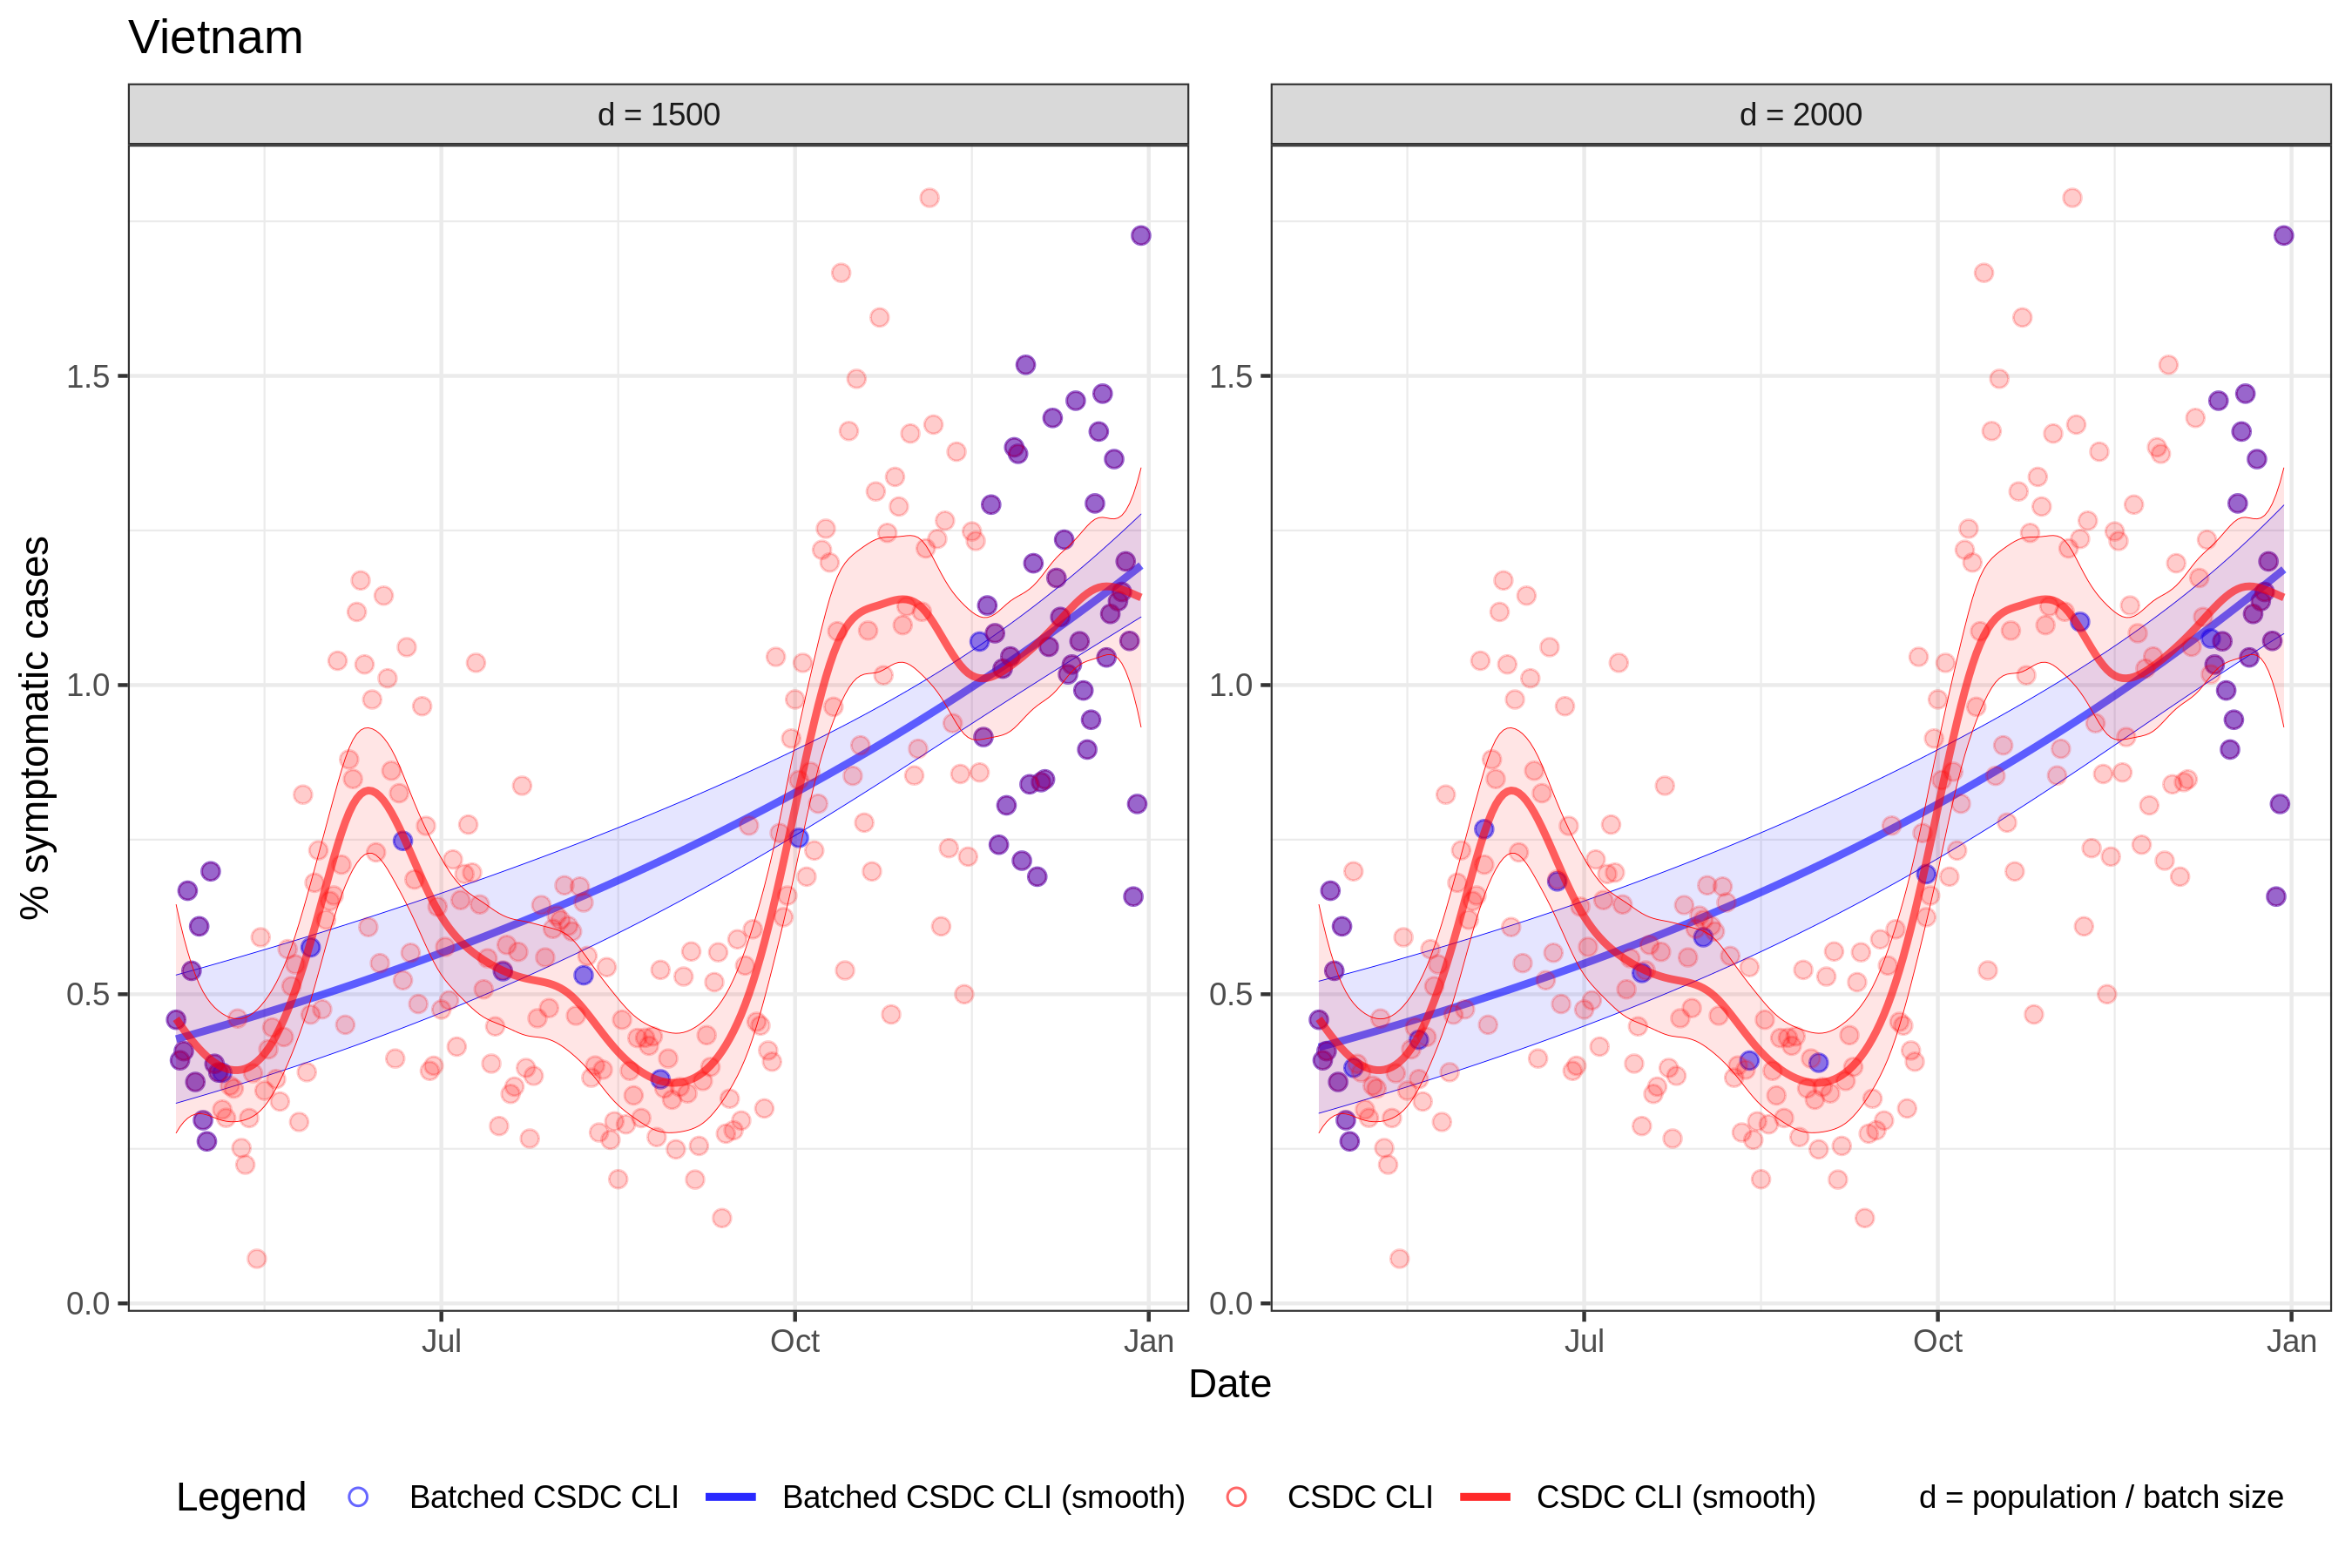 Vietnam
d = 1500
d = 2000
% symptomatic cases
1.5
1.0
0.5
0.0
1.5
1.0
0.5
0.0
Jul
Oct
Jan
Jul
Oct
Jan
Date
Legend Batched CSDC CLI Batched CSDC CLI (smooth) CSDC CLI CSDC CLI (smooth) d = population / batch size